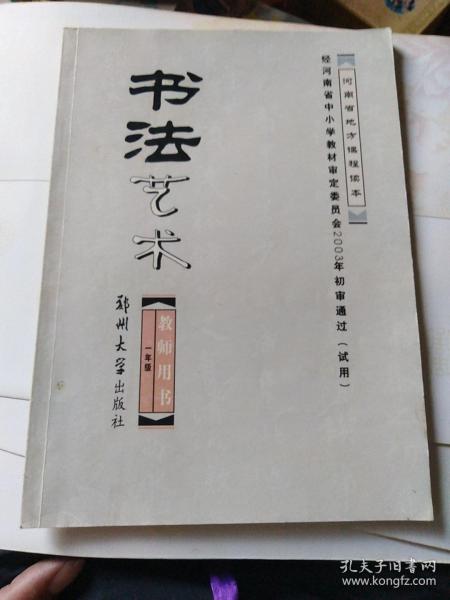 河南省地方课程读本
经河南省中小学教材审定委员会2003年初审通过（试用）
书法艺术
教师用书
一年级
郑州大学出版社
孔夫子旧书网
www.kongfz.com